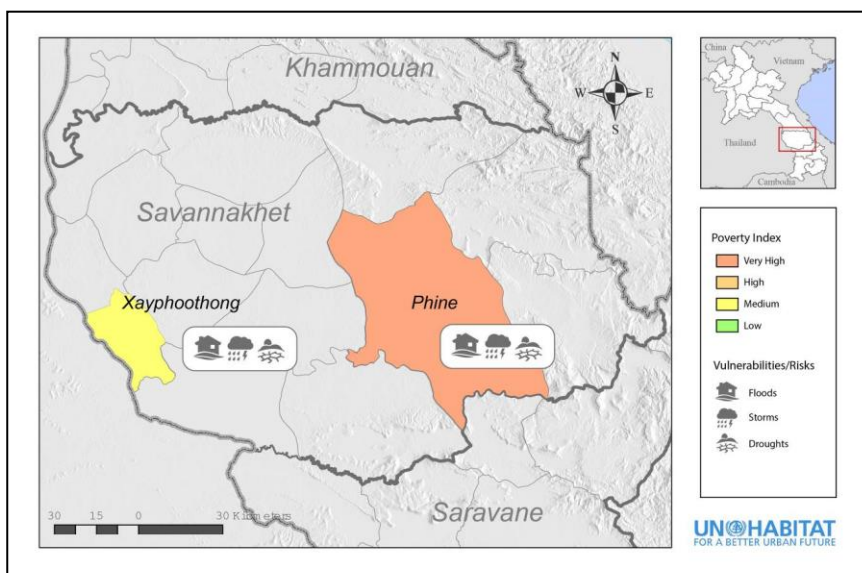 Khammouan
N
W E
S
Savannakhet
Xayphoothong
Phine
Saravane
30 15 0 30 Kilometers
China
Vietnam
Thailand
Cambodia
Poverty Index
Very High
High
Medium
Low
Vulnerabilities/Risks
Floods
Storms
Droughts
UN HABITAT
FOR A BETTER URBAN FUTURE